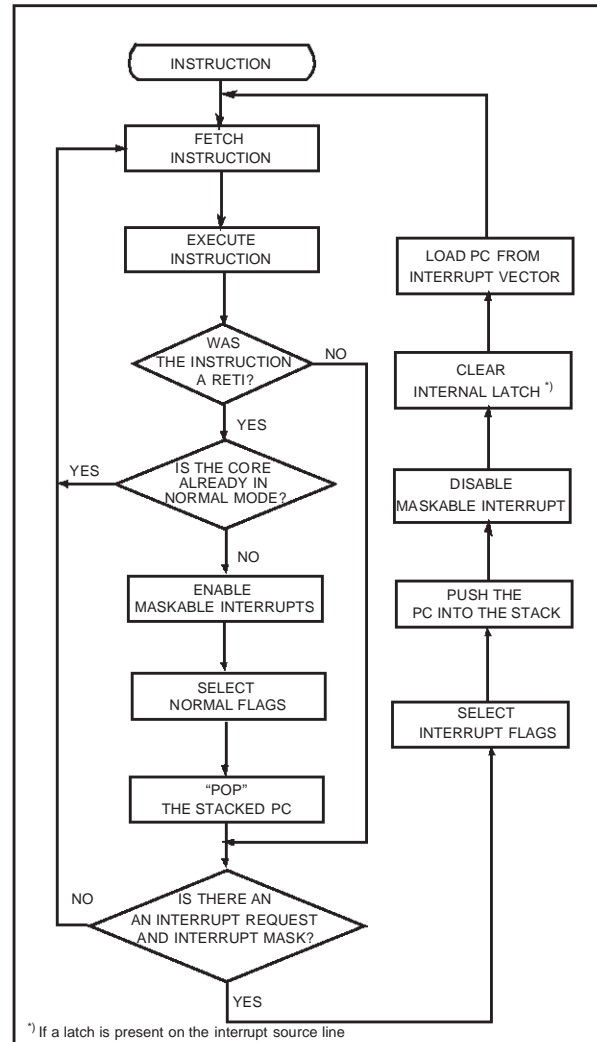 INSTRUCTION
FETCH
INSTRUCTION
EXECUTE
INSTRUCTION
WAS
THE INSTRUCTION
A RETI?
NO
YES
IS THE CORE
ALREADY IN
NORMAL MODE?
YES
NO
ENABLE
MASKABLE INTERRUPTS
SELECT
NORMAL FLAGS
“POP”
THE STACKED PC
IS THERE AN
AN INTERRUPT REQUEST
AND INTERRUPT MASK?
NO
YES
SELECT
INTERRUPT FLAGS
PUSH THE
PC INTO THE STACK
DISABLE
MASKABLE INTERRUPT
CLEAR
INTERNAL LATCH *)
LOAD PC FROM
INTERRUPT VECTOR
*) If a latch is present on the interrupt source line